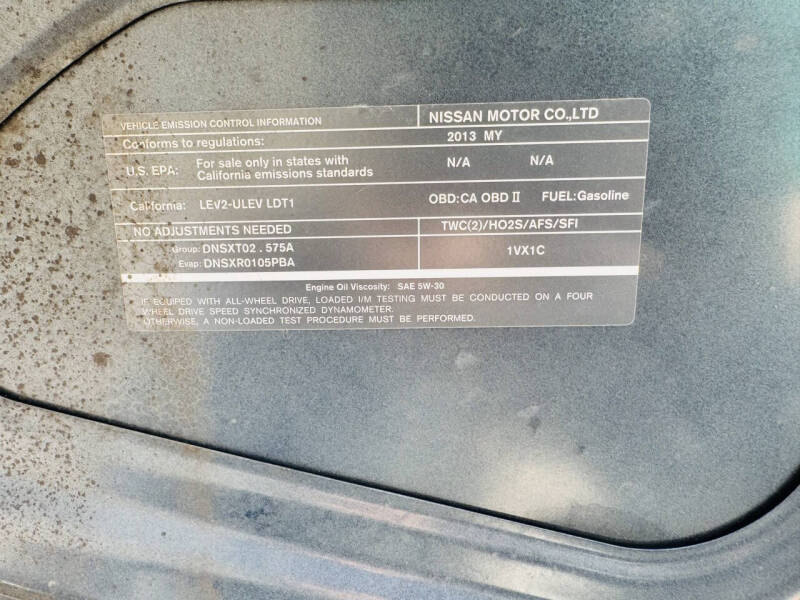 VEHICLE EMISSION CONTROL INFORMATION NISSAN MOTOR CO.,LTD
Conforms to regulations: 2013 MY
U.S. EPA: For sale only in states with California emissions standards N/A N/A
California: LEV2-ULEV LDT1 OBD:CA OBD II FUEL:Gasoline
NO ADJUSTMENTS NEEDED TWC(2)/HO2S/AFS/SFI
Group: DNSXT02.575A 1VX1C
Evap: DNSXR0105PBA
Engine Oil Viscosity: SAE 5W-30
IF EQUIPED WITH ALL-WHEEL DRIVE, LOADED I/M TESTING MUST BE CONDUCTED ON A FOUR
WHEEL DRIVE SPEED SYNCHRONIZED DYNAMOMETER.
OTHERWISE, A NON-LOADED TEST PROCEDURE MUST BE PERFORMED.